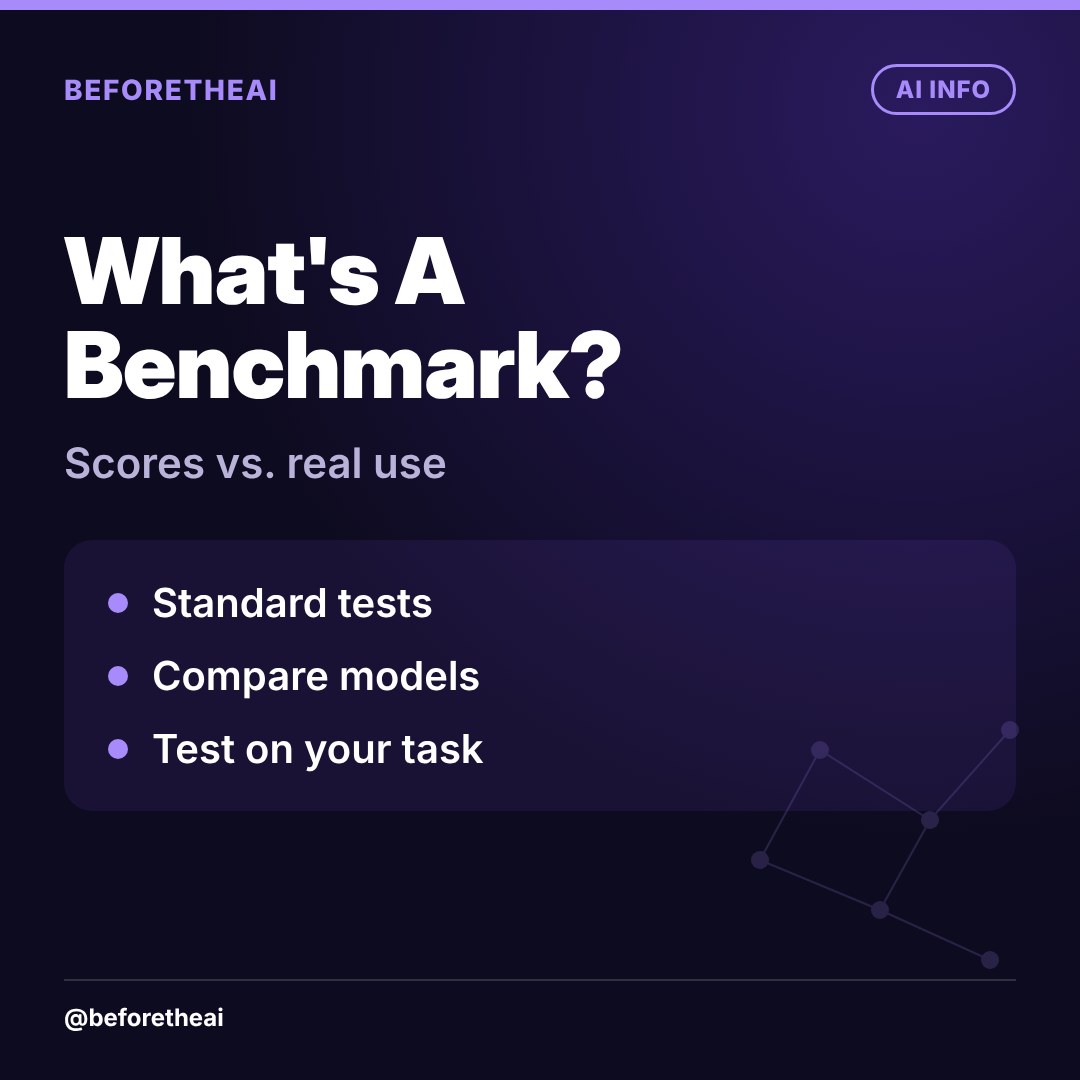 BEFORETHEAI
AI INFO
What's A
Benchmark?
Scores vs. real use
Standard tests
Compare models
Test on your task
@beforetheai